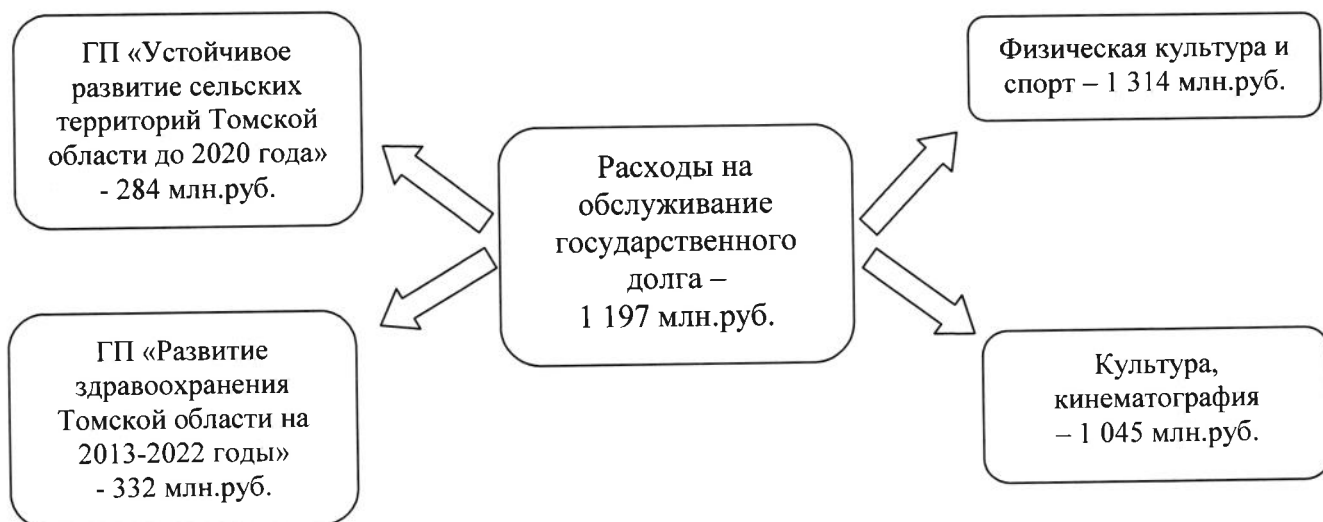 ГП «Устойчивое
развитие сельских
территорий Томской
области до 2020 года»
- 284 млн.руб.
ГП «Развитие
здравоохранения
Томской области на
2013-2022 годы»
- 332 млн.руб.
Расходы на
обслуживание
государственного
долга –
1 197 млн.руб.
Физическая культура и
спорт – 1 314 млн.руб.
Культура,
кинематография
– 1 045 млн.руб.